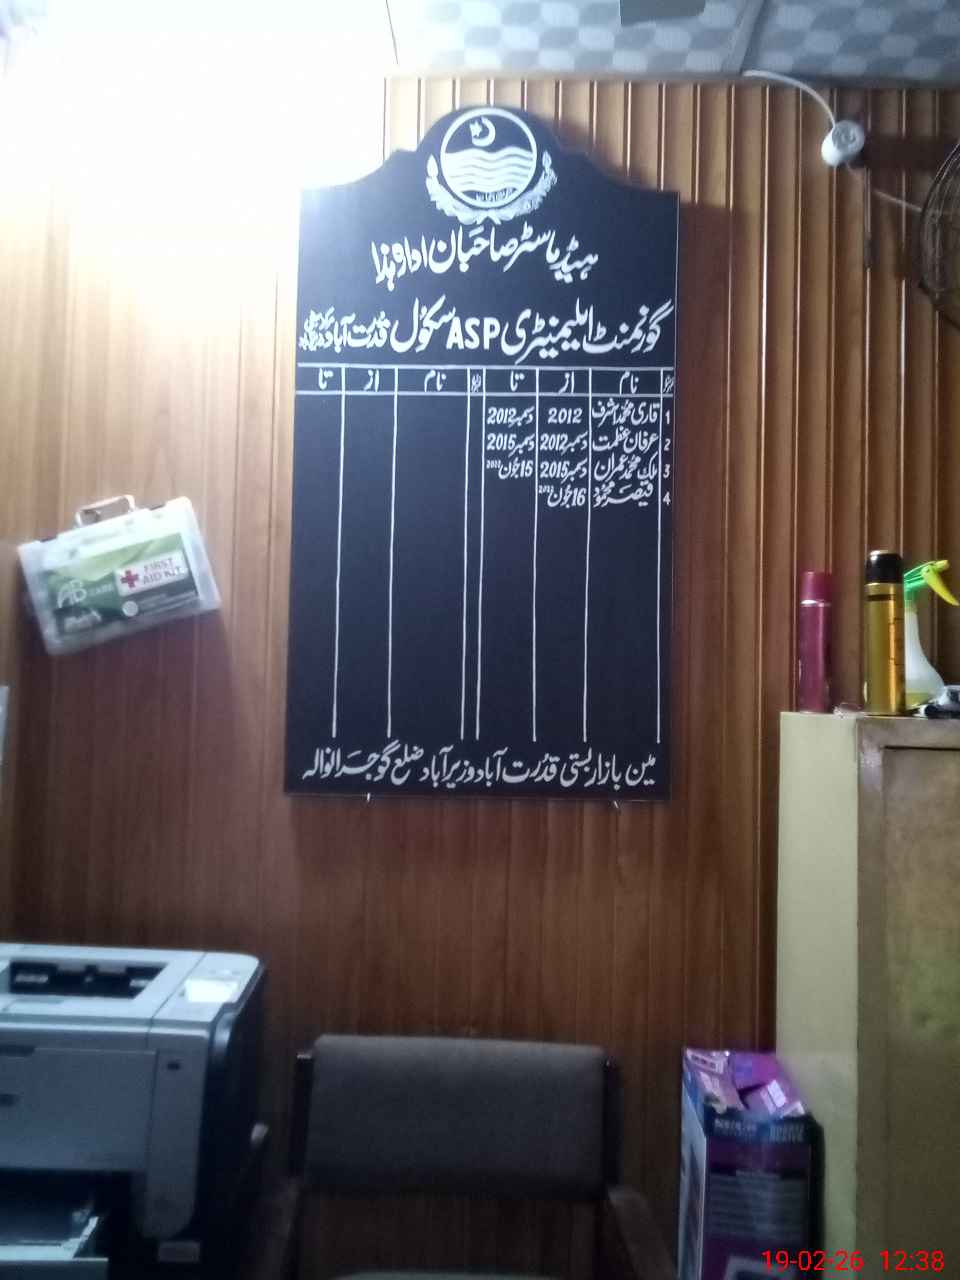 ہیڈ ماسٹر صاحبان ادارہ ہذا
گورنمنٹ ایلیمنٹری ASP سکول قدرت آباد
نام از تا نام از تا
1 قاری محمد اشرف 2012 دسمبر 2012
2 عرفان عظمت دسمبر 2012 دسمبر 2015
3 ملک محمد عمران دسمبر 2015 15 جون 2022
4 قیصر محمود 16 جون
مین بازار بستی قدرت آباد وزیرآباد ضلع گوجرانوالہ
FIRST
AID KIT
CARE
19-02-26 12:38